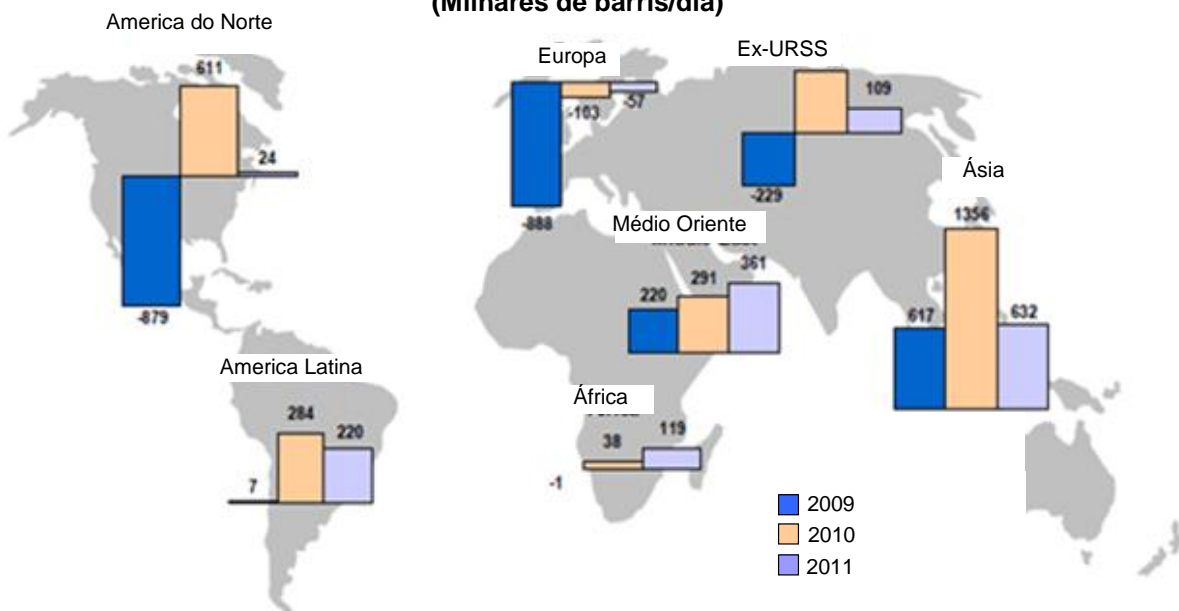 (Milhares de barris/dia)
America do Norte
611
24
-879
Europa
-103
-57
-888
Ex-URSS
109
-229
Ásia
1356
617
632
Médio Oriente
220
291
361
America Latina
7
284
220
África
-1
38
119
2009
2010
2011